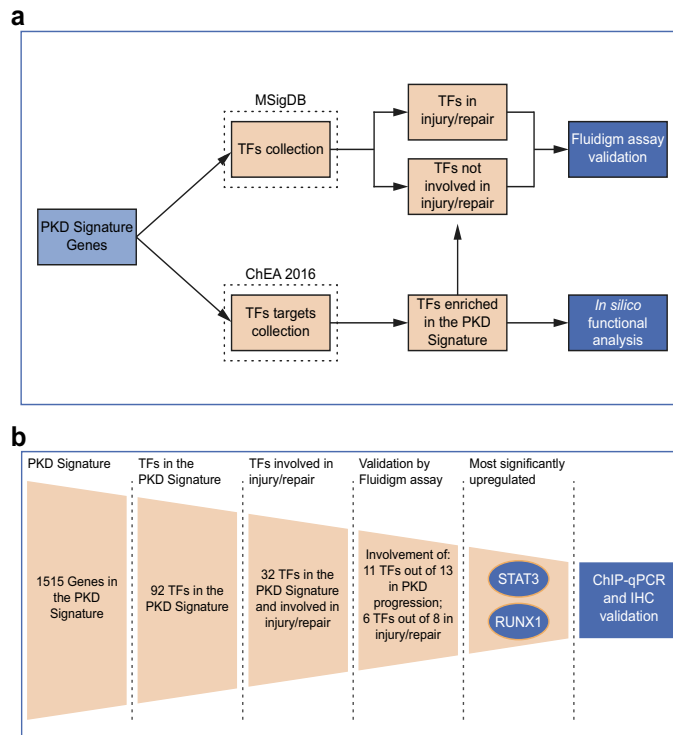 a
MSigDB
TFs collection
TFs in
injury/repair
TFs not
involved in
injury/repair
Fluidigm assay
validation
PKD Signature
Genes
ChEA 2016
TFs targets
collection
TFs enriched
in the PKD
Signature
In silico
functional
analysis
b
PKD Signature
TFs in the
PKD Signature
TFs involved in
injury/repair
Validation by
Fluidigm assay
Most significantly
upregulated
1515 Genes in
the PKD
Signature
92 TFs in the
PKD Signature
32 TFs in the
PKD Signature
and involved in
injury/repair
Involvement of:
11 TFs out of 13
in PKD
progression;
6 TFs out of 8 in
injury/repair
STAT3
RUNX1
ChIP-qPCR
and IHC
validation